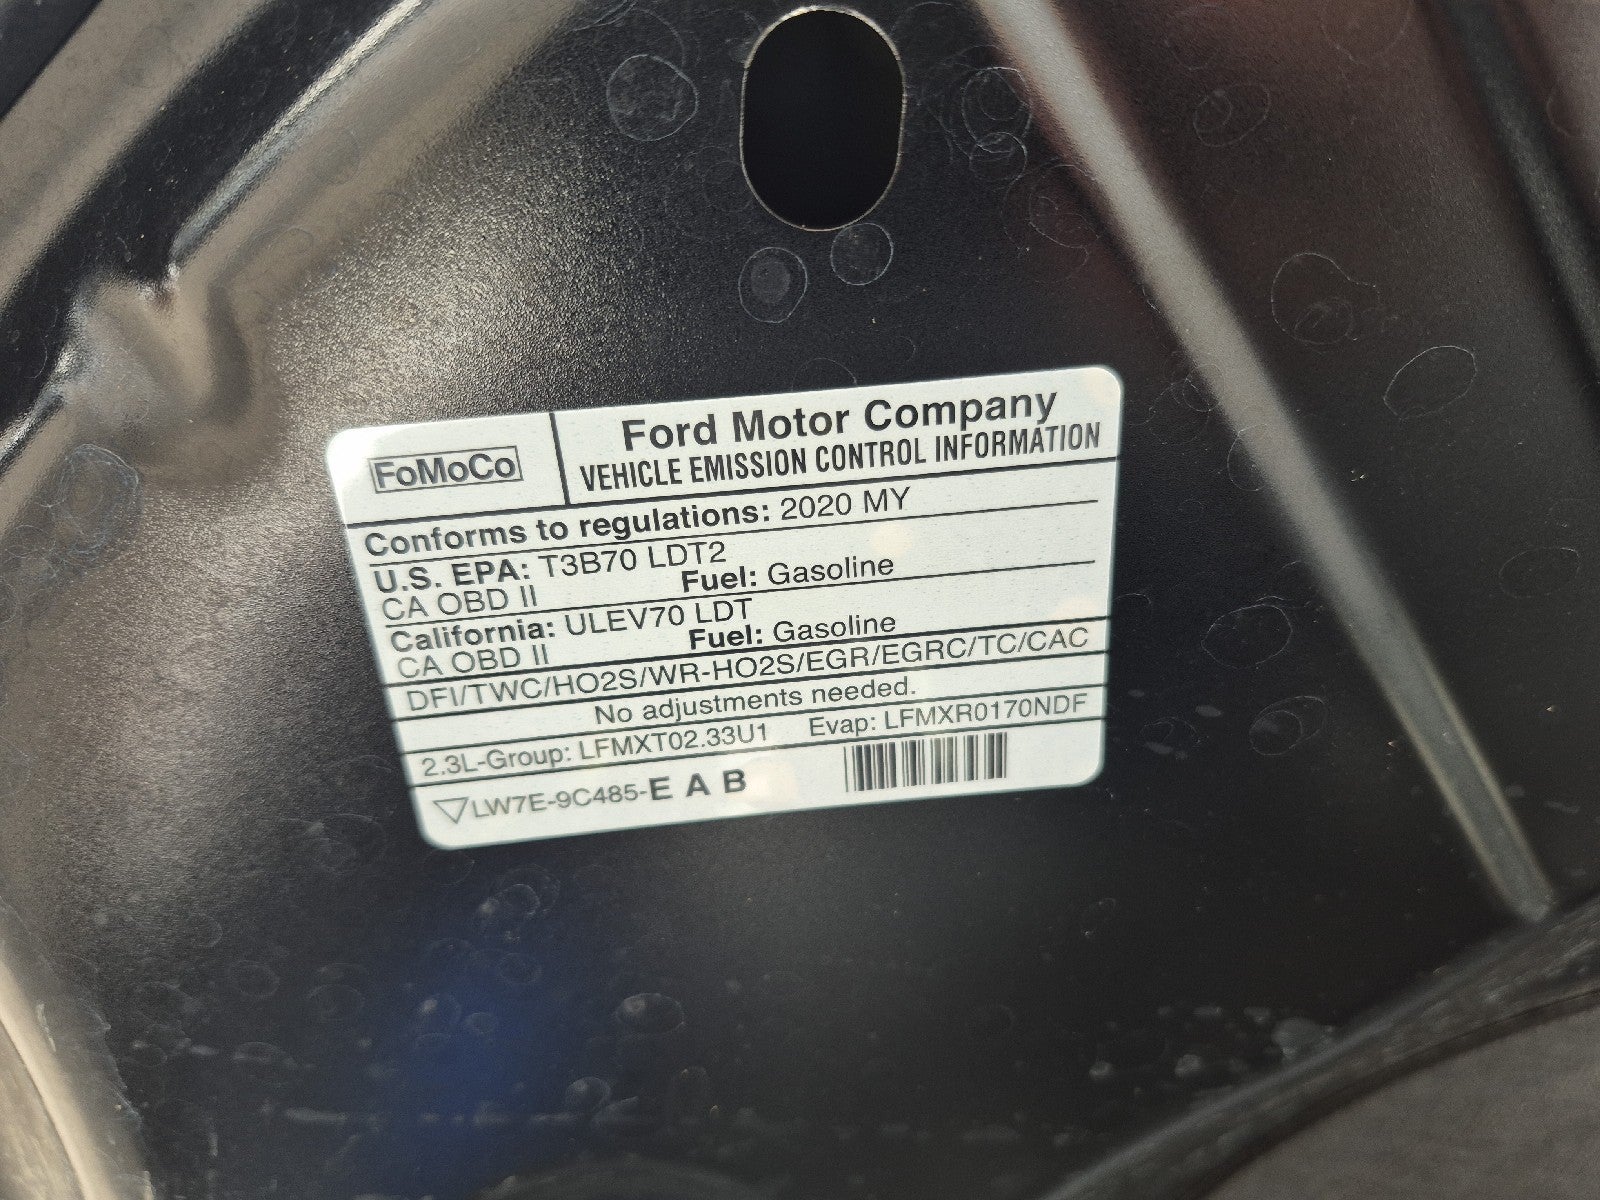 FoMoCo
Ford Motor Company
VEHICLE EMISSION CONTROL INFORMATION
Conforms to regulations: 2020 MY
U.S. EPA: T3B70 LDT2
CA OBD II Fuel: Gasoline
California: ULEV70 LDT
CA OBD II Fuel: Gasoline
DFI/TWC/HO2S/WR-HO2S/EGR/EGRC/TC/CAC
No adjustments needed.
2.3L-Group: LFMXT02.33U1 Evap: LFMXR0170NDF
LW7E-9C485-E A B